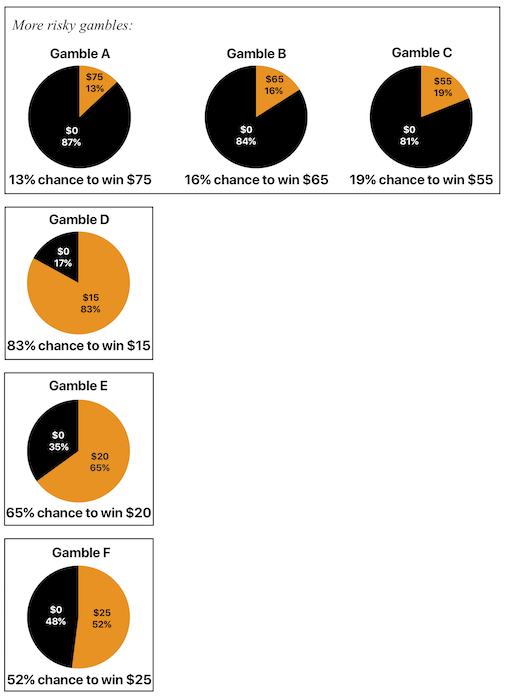 More risky gambles:
Gamble A
Gamble B
Gamble C
$75
13%
$0
87%
$65
16%
$0
84%
$55
19%
$0
81%
13% chance to win $75
16% chance to win $65
19% chance to win $55
Gamble D
$0
17%
$15
83%
83% chance to win $15
Gamble E
$0
35%
$20
65%
65% chance to win $20
Gamble F
$0
48%
$25
52%
52% chance to win $25